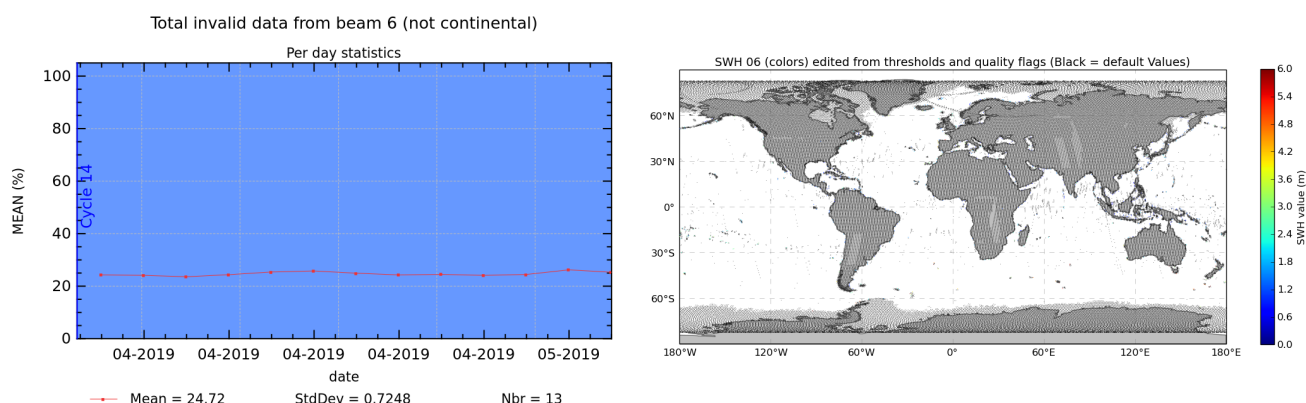 Total invalid data from beam 6 (not continental)
Per day statistics
MEAN (%)
100
80
60
40
20
0
Cycle 14
04-2019 04-2019 04-2019 04-2019 04-2019 05-2019
date
Mean = 24.72 StdDev = 0.7248 Nbr = 13
SWH 06 (colors) edited from thresholds and quality flags (Black = default Values)
60°N
30°N
0°
30°S
60°S
180°W 120°W 60°W 0° 60°E 120°E 180°E
6.0
5.4
4.8
4.2
3.6
3.0
2.4
1.8
1.2
0.6
0.0
SWH value (m)